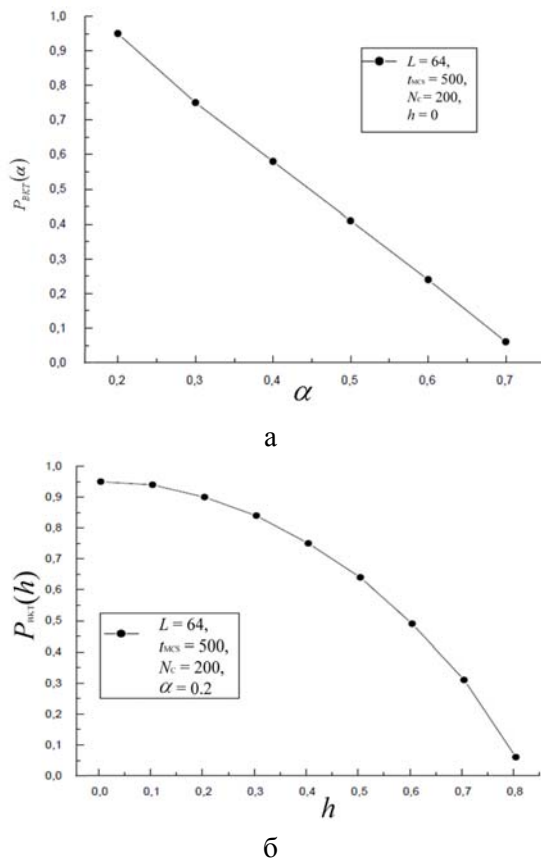 1,0
0,9
0,8
0,7
0,6
0,5
0,4
0,3
0,2
0,1
0,0
P_BKT(α)
L = 64,
t_MCS = 500,
N_c = 200,
h = 0
0,2 0,3 0,4 0,5 0,6 0,7
α
а
1,0
0,9
0,8
0,7
0,6
0,5
0,4
0,3
0,2
0,1
0,0
P_BKT(h)
L = 64,
t_MCS = 500,
N_C = 200,
α = 0.2
0,0 0,1 0,2 0,3 0,4 0,5 0,6 0,7 0,8
h
б